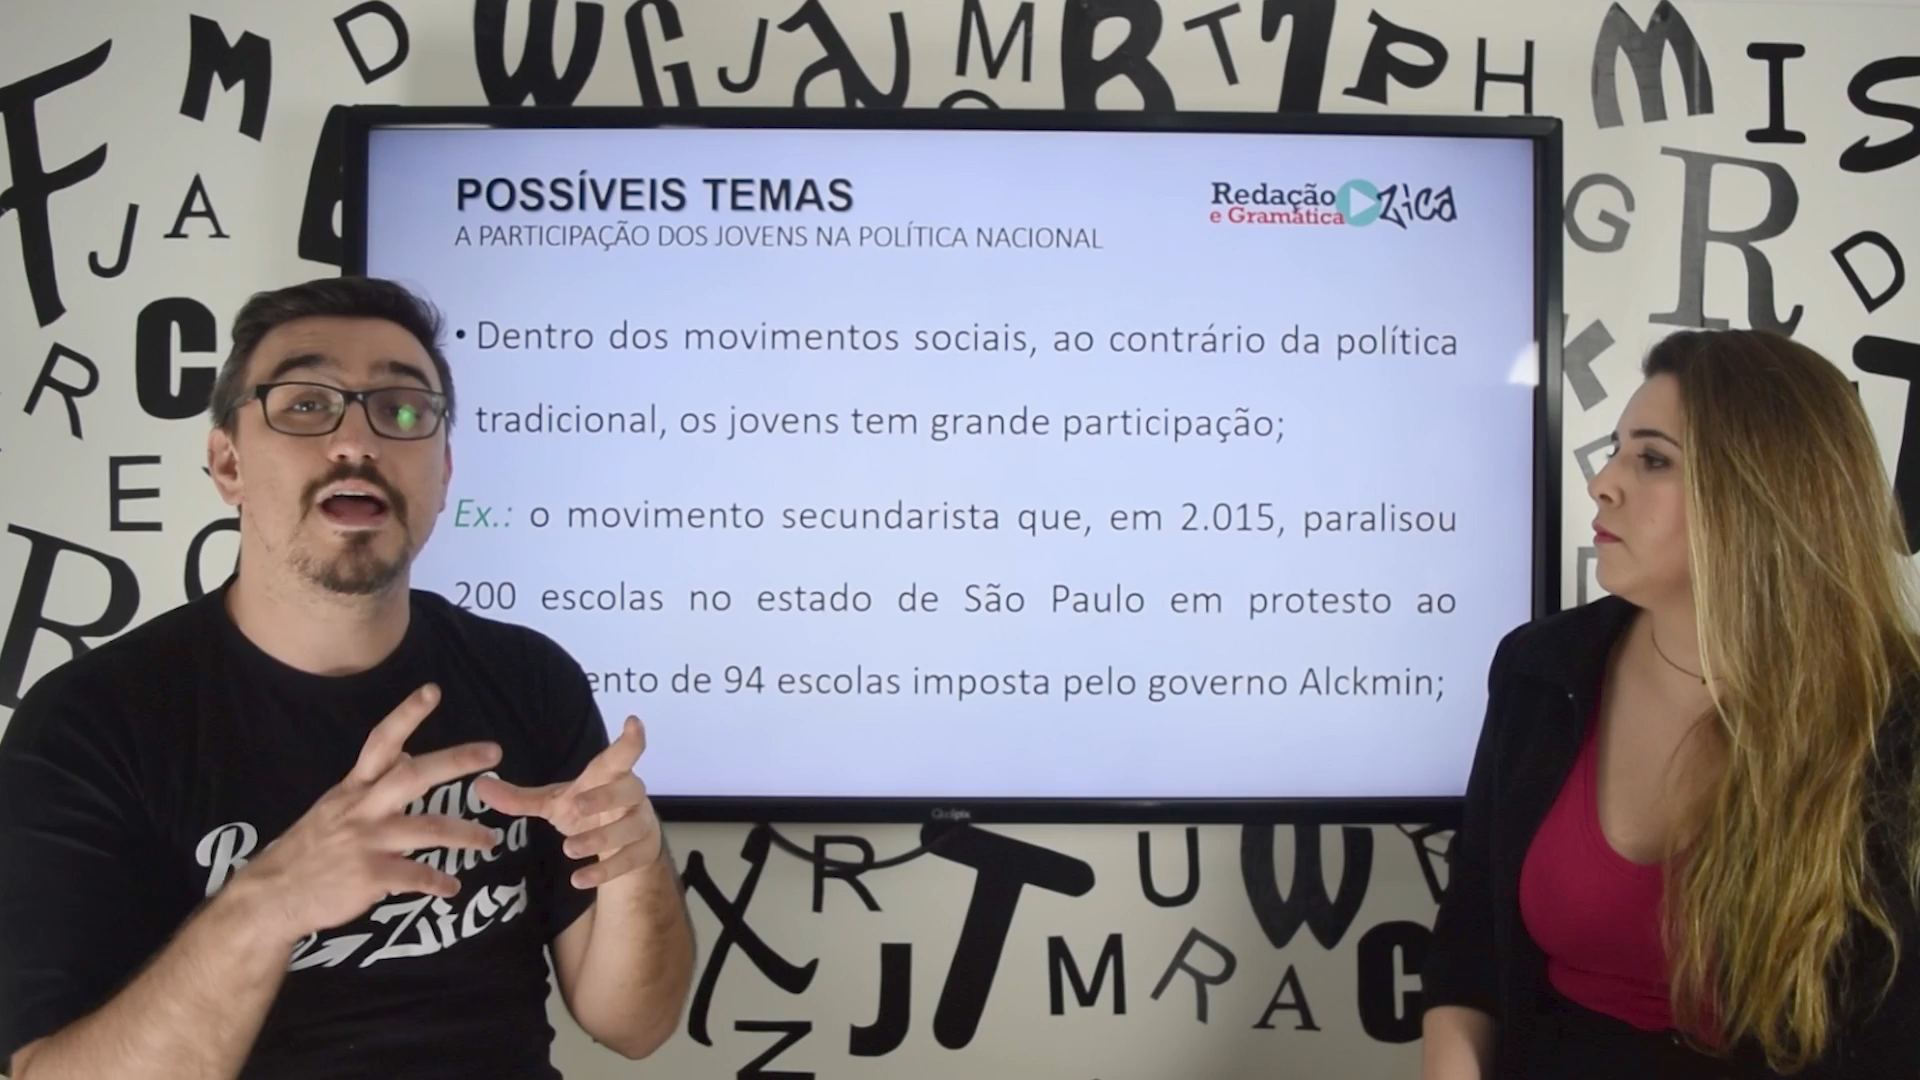 POSSÍVEIS TEMAS
A PARTICIPAÇÃO DOS JOVENS NA POLÍTICA NACIONAL
Redação
e Gramática
Zica
• Dentro dos movimentos sociais, ao contrário da política
tradicional, os jovens tem grande participação;
Ex.: o movimento secundarista que, em 2.015, paralisou
200 escolas no estado de São Paulo em protesto ao
ento de 94 escolas imposta pelo governo Alckmin;
Zica